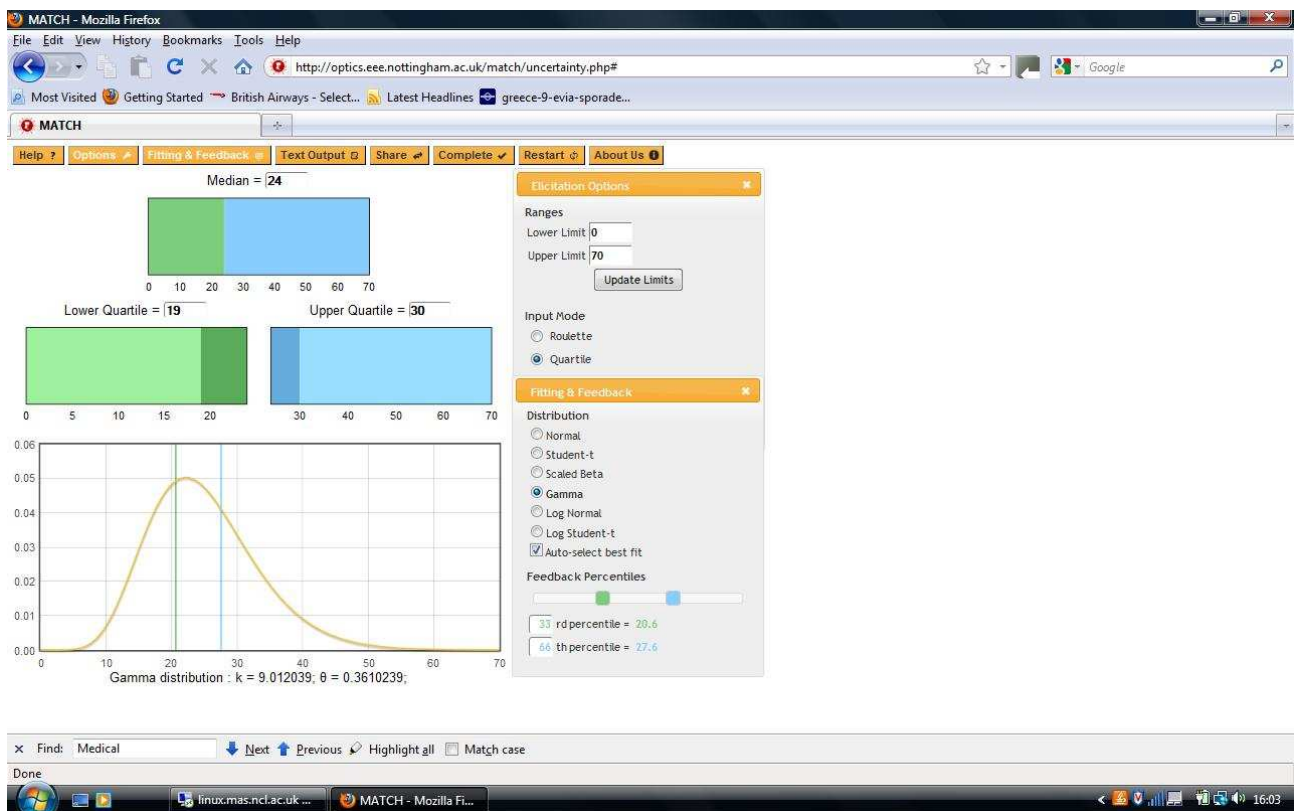 MATCH - Mozilla Firefox
File Edit View History Bookmarks Tools Help
http://optics.eee.nottingham.ac.uk/match/uncertainty.php#
Google
Most Visited Getting Started British Airways - Select... Latest Headlines greece-9-evia-sporade...
MATCH
Help ? Options Fitting & Feedback Text Output Share Complete Restart About Us
Median = 24
0 10 20 30 40 50 60 70
Lower Quartile = 19 Upper Quartile = 30
0 5 10 15 20
30 40 50 60 70
0.06
0.05
0.04
0.03
0.02
0.01
0.00
0 10 20 30 40 50 60 70
Gamma distribution : k = 9.012039; θ = 0.3610239;
Elicitation Options
Ranges
Lower Limit 0
Upper Limit 70
Update Limits
Input Mode
Roulette
Quartile
Fitting & Feedback
Distribution
Normal
Student-t
Scaled Beta
Gamma
Log Normal
Log Student-t
Auto-select best fit
Feedback Percentiles
33 rd percentile = 20.6
66 th percentile = 27.6
Find: Medical Next Previous Highlight all Match case
Done
linux.mas.ncl.ac.uk ... MATCH - Mozilla Fi... 16:03